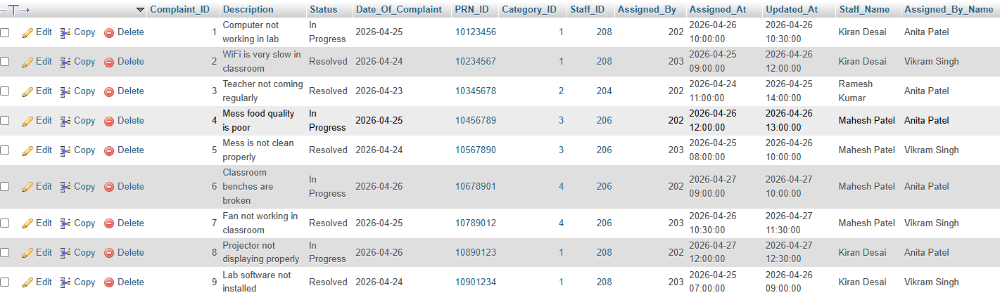 Complaint_ID Description Status Date_Of_Complaint PRN_ID Category_ID Staff_ID Assigned_By Assigned_At Updated_At Staff_Name Assigned_By_Name
Edit Copy Delete 1 Computer not working in lab In Progress 2026-04-25 10123456 1 208 202 2026-04-26 10:00:00 2026-04-26 10:30:00 Kiran Desai Anita Patel
Edit Copy Delete 2 WiFi is very slow in classroom Resolved 2026-04-24 10234567 1 208 203 2026-04-25 09:00:00 2026-04-26 12:00:00 Kiran Desai Vikram Singh
Edit Copy Delete 3 Teacher not coming regularly Resolved 2026-04-23 10345678 2 204 202 2026-04-24 11:00:00 2026-04-25 14:00:00 Ramesh Kumar Anita Patel
Edit Copy Delete 4 Mess food quality is poor In Progress 2026-04-25 10456789 3 206 202 2026-04-26 12:00:00 2026-04-26 13:00:00 Mahesh Patel Anita Patel
Edit Copy Delete 5 Mess is not clean properly Resolved 2026-04-24 10567890 3 206 203 2026-04-25 08:00:00 2026-04-26 10:00:00 Mahesh Patel Vikram Singh
Edit Copy Delete 6 Classroom benches are broken In Progress 2026-04-26 10678901 4 206 202 2026-04-27 09:00:00 2026-04-27 10:00:00 Mahesh Patel Anita Patel
Edit Copy Delete 7 Fan not working in classroom Resolved 2026-04-25 10789012 4 206 203 2026-04-26 10:30:00 2026-04-27 11:30:00 Mahesh Patel Vikram Singh
Edit Copy Delete 8 Projector not displaying properly In Progress 2026-04-26 10890123 1 208 202 2026-04-27 12:00:00 2026-04-27 12:30:00 Kiran Desai Anita Patel
Edit Copy Delete 9 Lab software not installed Resolved 2026-04-24 10901234 1 208 203 2026-04-25 07:00:00 2026-04-26 09:00:00 Kiran Desai Vikram Singh